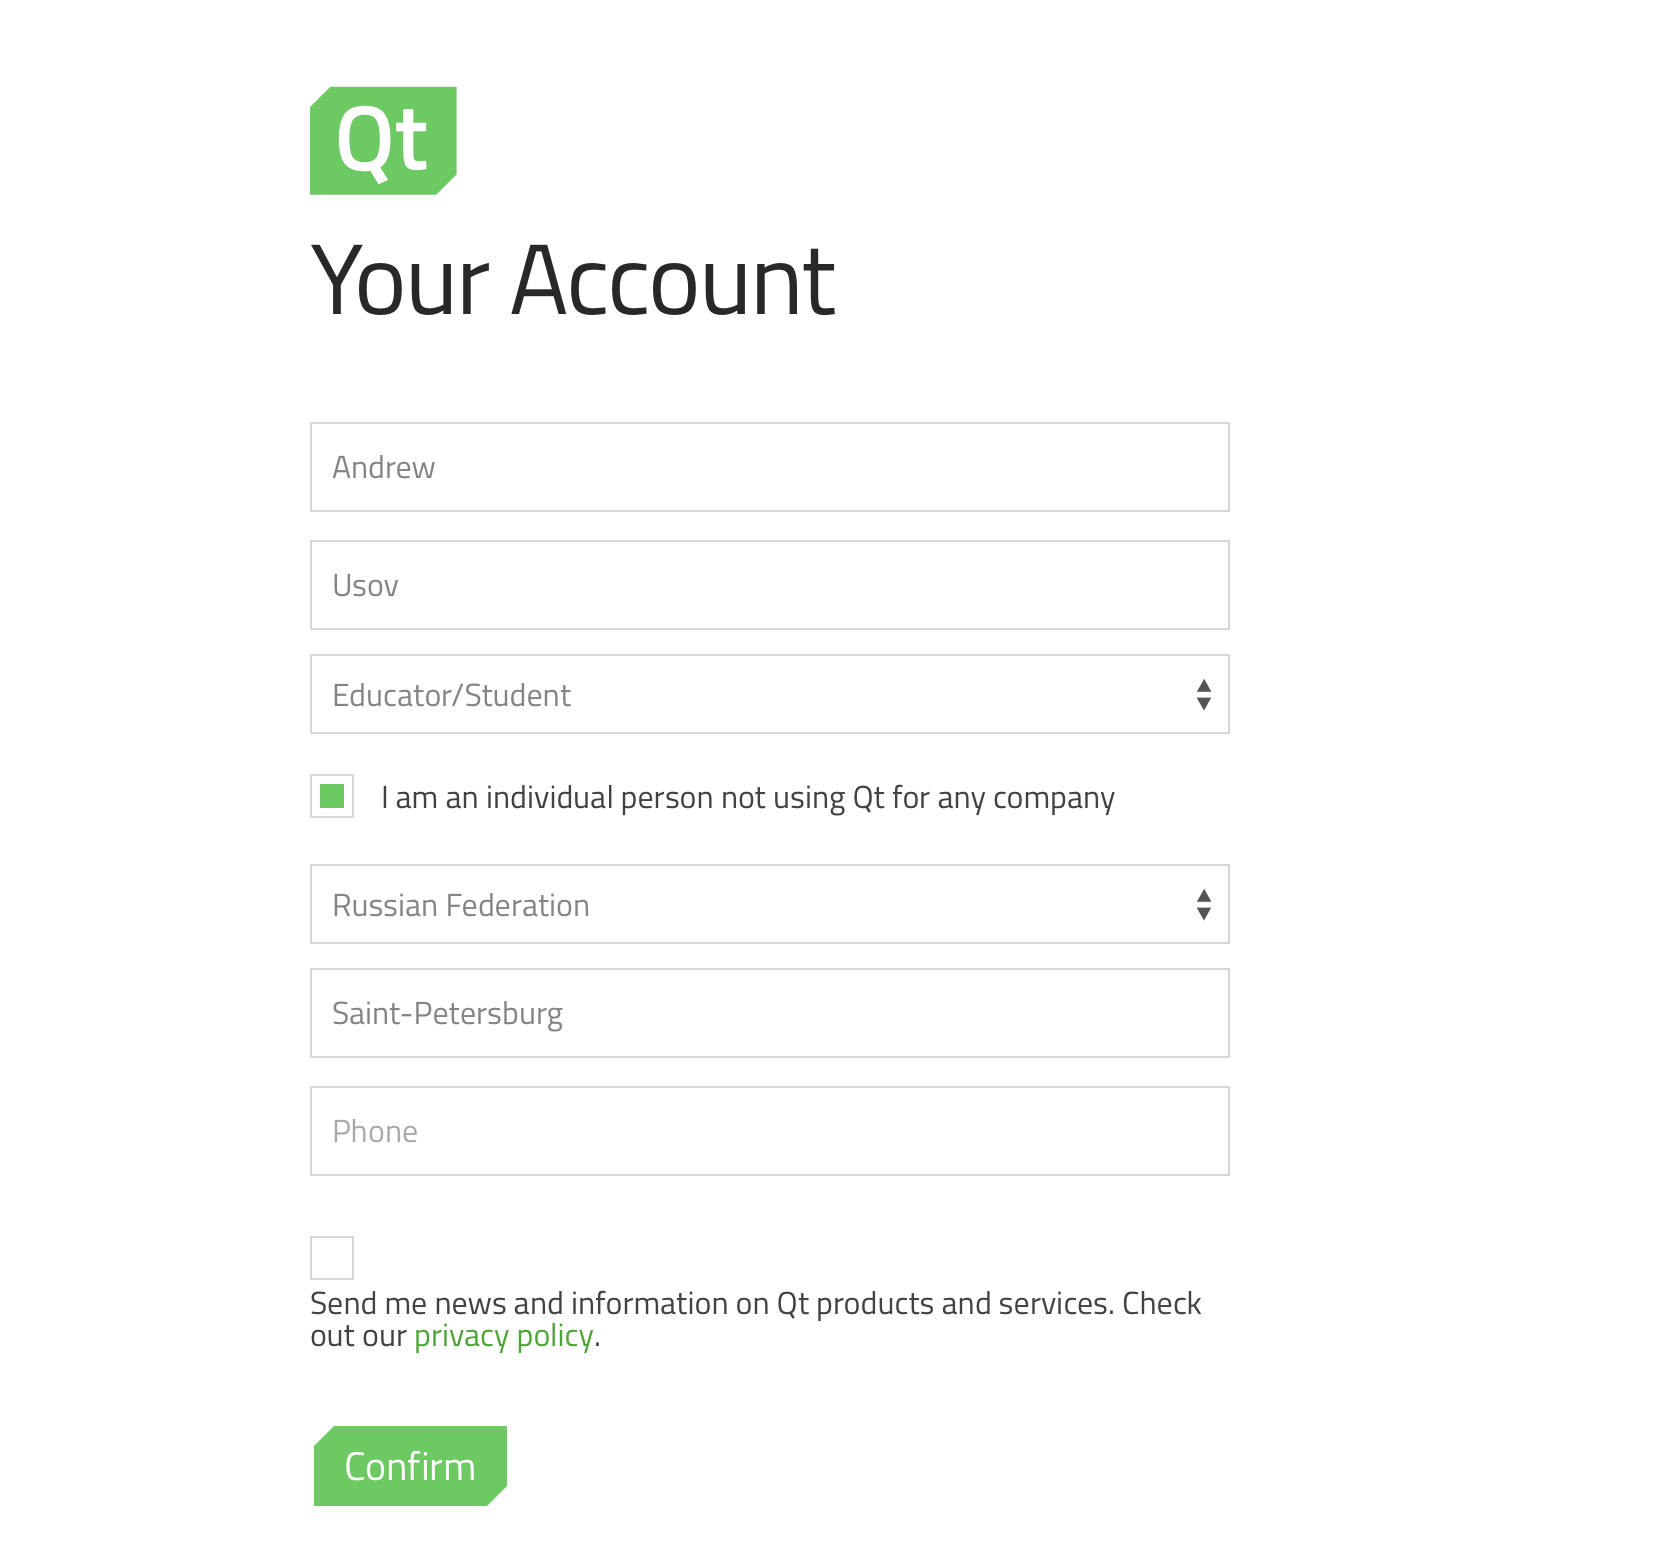 Qt
Your Account
Andrew
Usov
Educator/Student
I am an individual person not using Qt for any company
Russian Federation
Saint-Petersburg
Phone
Send me news and information on Qt products and services. Check
out our privacy policy.
Confirm